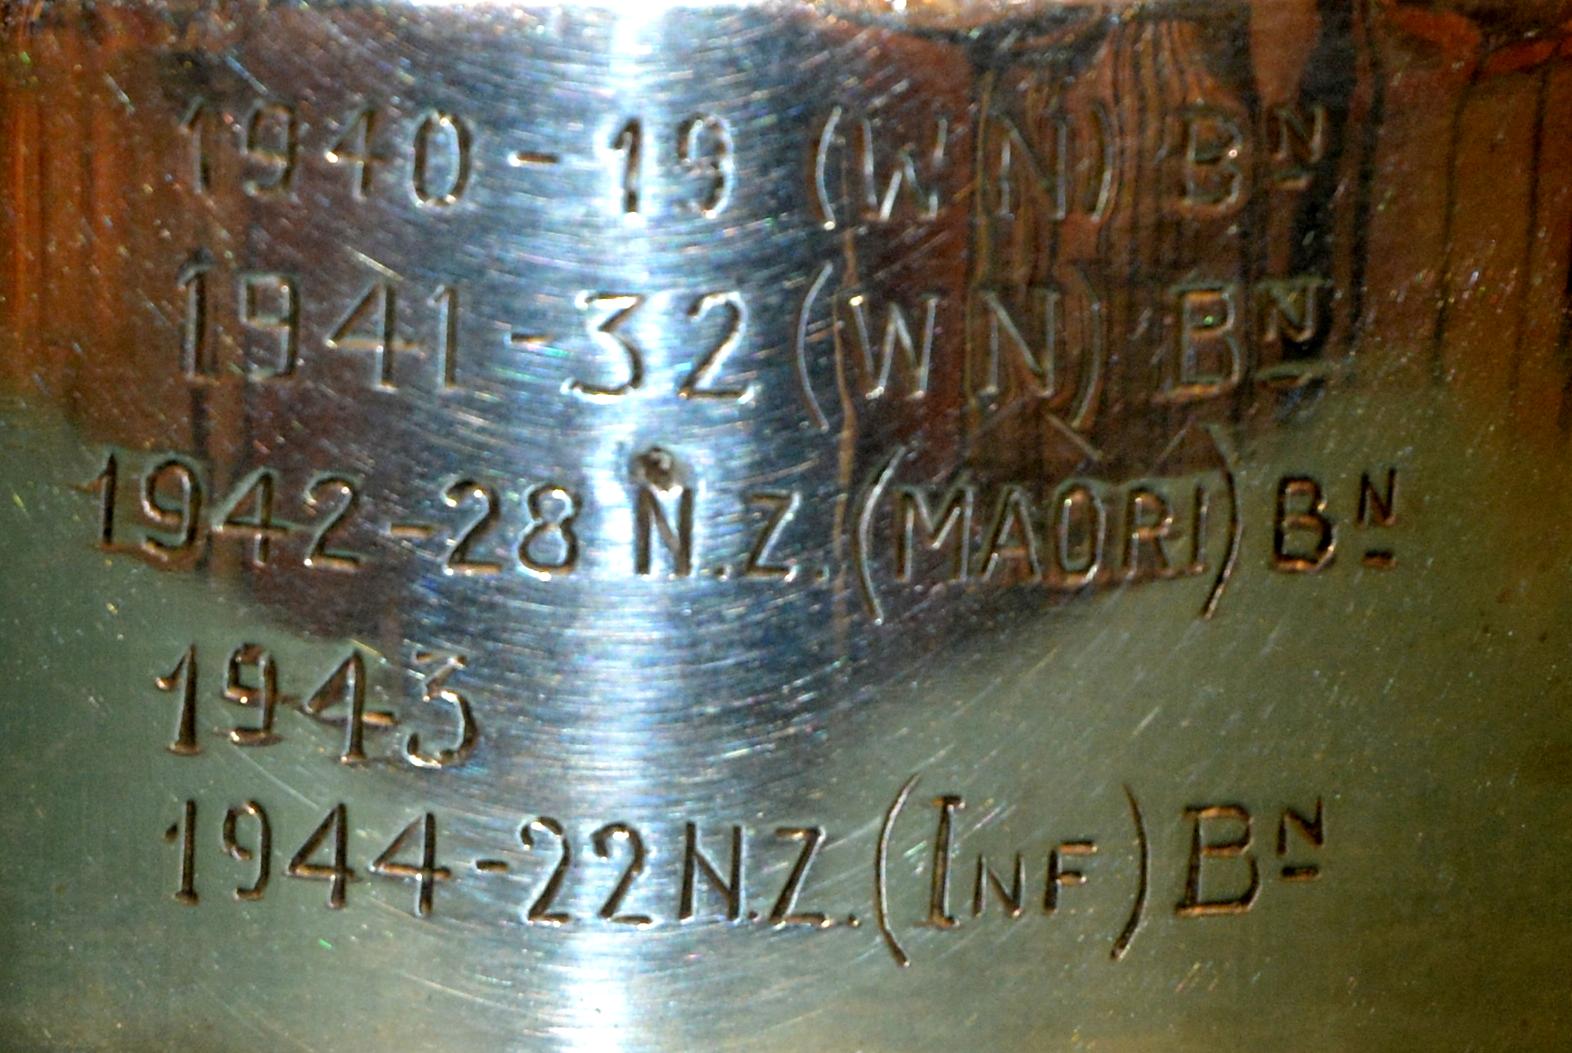 1940-19 (WN) BN
1941-32 (WN) BN
1942-28 N.Z. (MAORI) BN
1943
1944-22 N.Z. (INF) BN